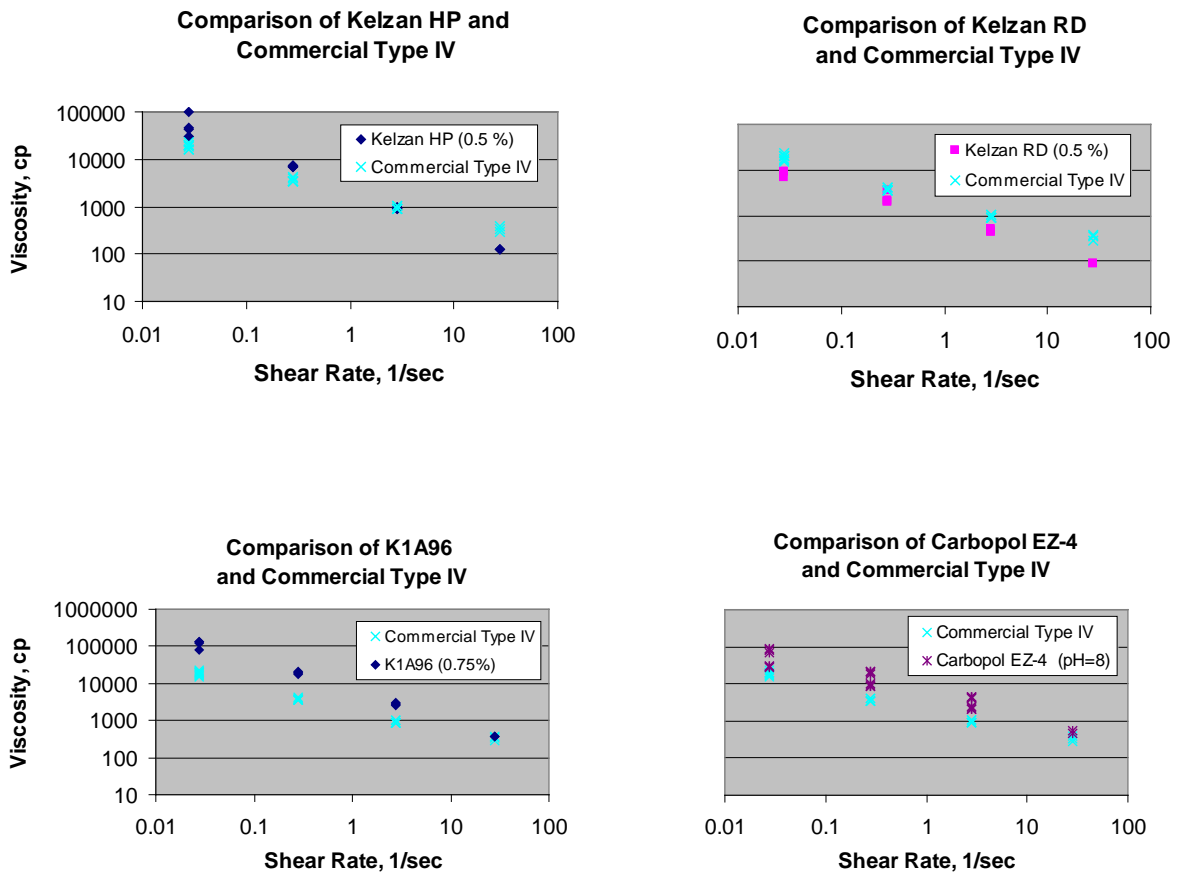 Comparison of Kelzan HP and
Commercial Type IV
100000
10000
1000
100
10
Viscosity, cp
Kelzan HP (0.5 %)
Commercial Type IV
0.01 0.1 1 10 100
Shear Rate, 1/sec
Comparison of Kelzan RD
and Commercial Type IV
Kelzan RD (0.5 %)
Commercial Type IV
0.01 0.1 1 10 100
Shear Rate, 1/sec
Comparison of K1A96
and Commercial Type IV
1000000
100000
10000
1000
100
10
Viscosity, cp
Commercial Type IV
K1A96 (0.75%)
0.01 0.1 1 10 100
Shear Rate, 1/sec
Comparison of Carbopol EZ-4
and Commercial Type IV
Commercial Type IV
Carbopol EZ-4 (pH=8)
0.01 0.1 1 10 100
Shear Rate, 1/sec